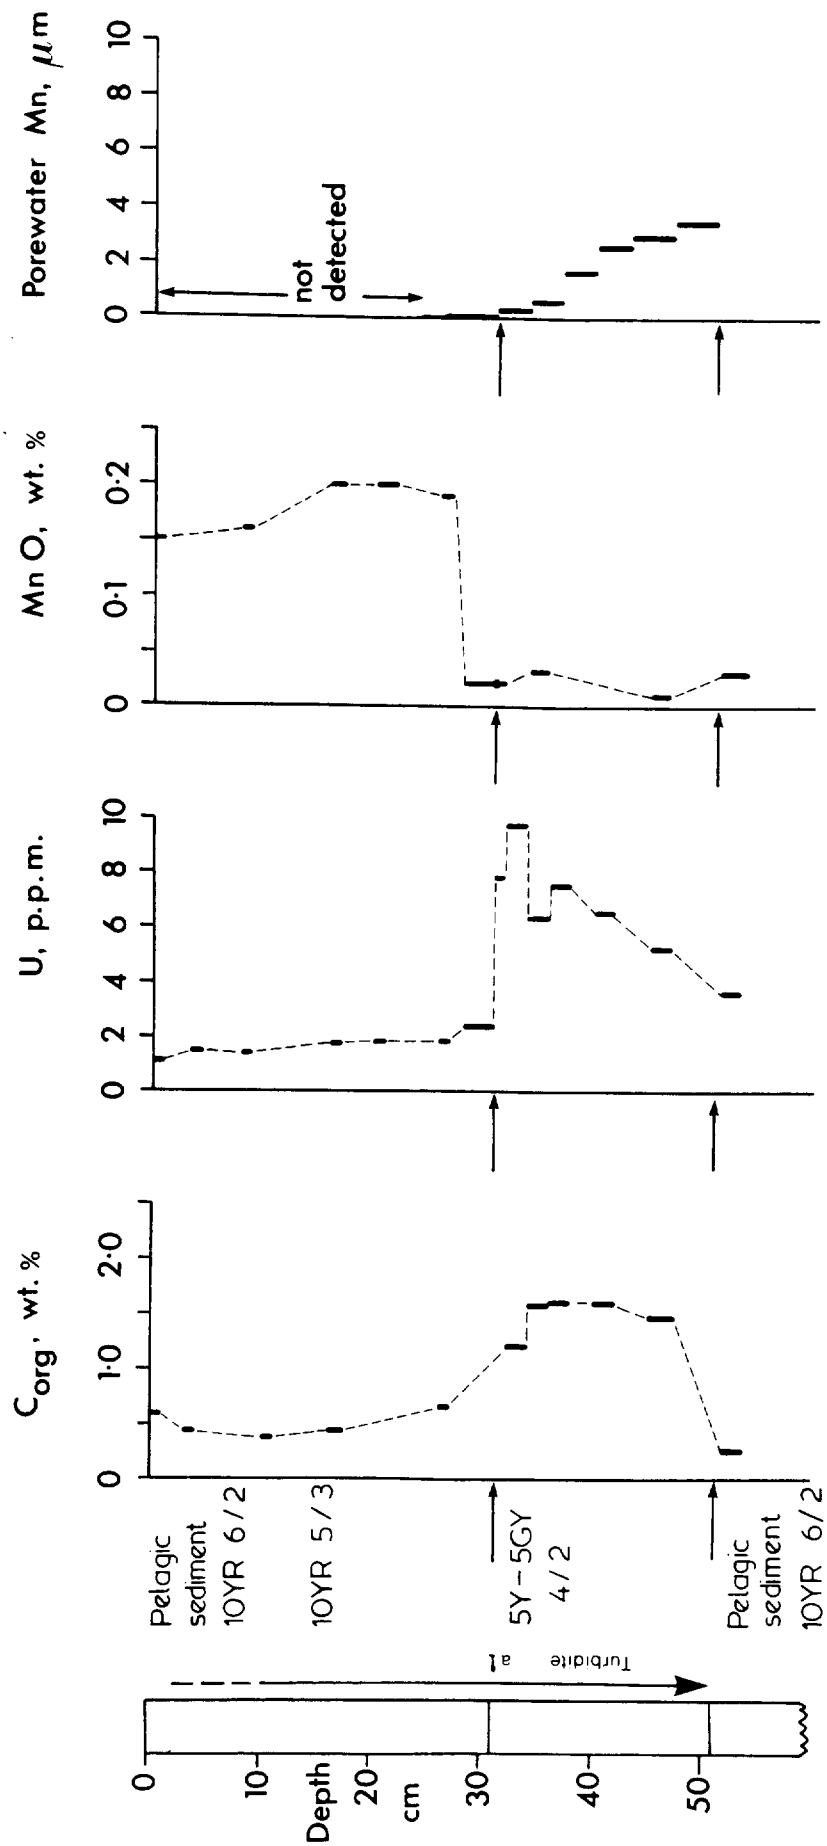 Porewater Mn, μm
0
2
4
6
8
10
not
detected
Mn O, wt. %
0
0·1
0·2
U, p.p.m.
0
2
4
6
8
10
Corg, wt. %
0
1·0
2·0
Pelagic
sediment
10YR 6/2
10YR 5/3
5Y–5GY
4/2
Pelagic
sediment
10YR 6/2
Turbidite a1
0
10
20
30
40
50
Depth
cm